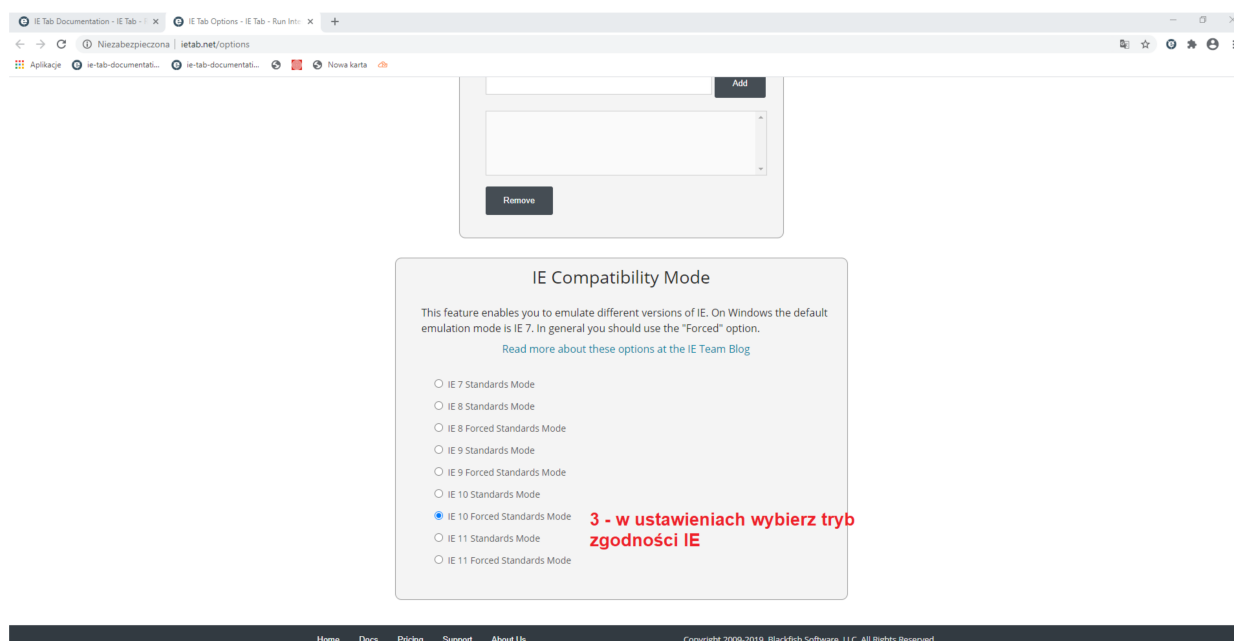 IE Tab Documentation - IE Tab -
IE Tab Options - IE Tab - Run Inte
Niezabezpieczona | ietab.net/options
Aplikacje ie-tab-documentati... ie-tab-documentati... Nowa karta
Add
Remove
IE Compatibility Mode
This feature enables you to emulate different versions of IE. On Windows the default
emulation mode is IE 7. In general you should use the "Forced" option.
Read more about these options at the IE Team Blog
IE 7 Standards Mode
IE 8 Standards Mode
IE 8 Forced Standards Mode
IE 9 Standards Mode
IE 9 Forced Standards Mode
IE 10 Standards Mode
IE 10 Forced Standards Mode
3 - w ustawieniach wybierz tryb
zgodności IE
IE 11 Standards Mode
IE 11 Forced Standards Mode
Home Docs Pricing Support About Us
Copyright 2009-2019, Blackfish Software, LLC, All Rights Reserved